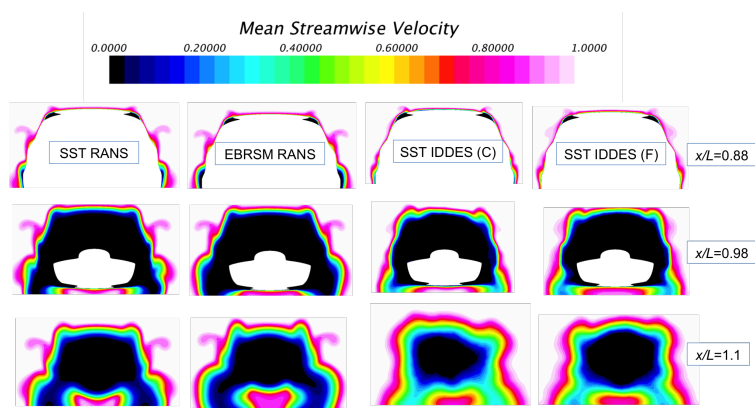 Mean Streamwise Velocity
0.0000 0.20000 0.40000 0.60000 0.80000 1.0000
SST RANS EBRSM RANS SST IDDES (C) SST IDDES (F) x/L=0.88
x/L=0.98
x/L=1.1